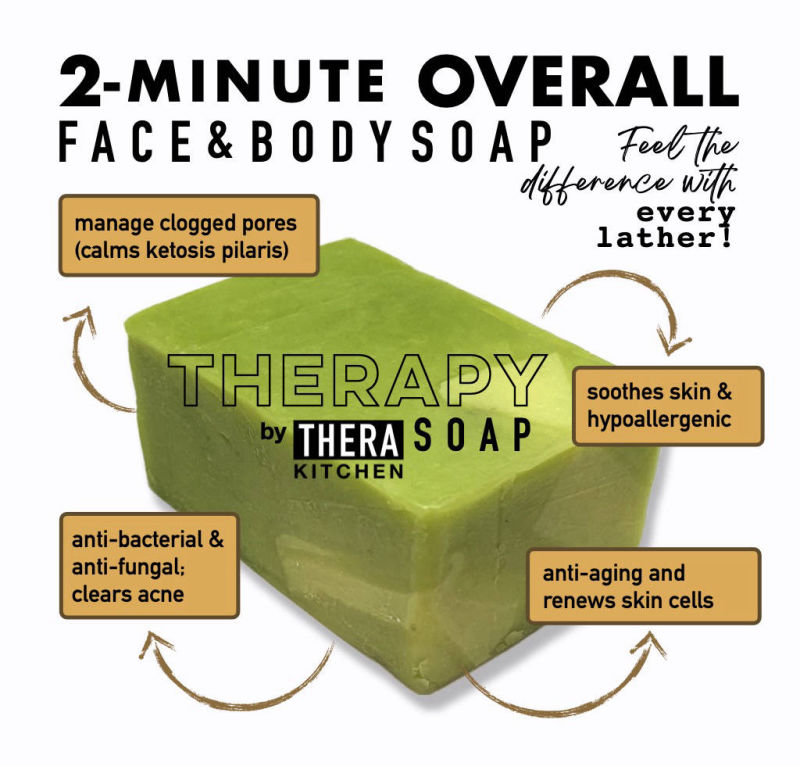 2-MINUTE OVERALL
FACE&BODYSOAP
Feel the
difference with
every
lather!
manage clogged pores
(calms ketosis pilaris)
THERAPY
by THERA SOAP
KITCHEN
soothes skin &
hypoallergenic
anti-bacterial &
anti-fungal;
clears acne
anti-aging and
renews skin cells